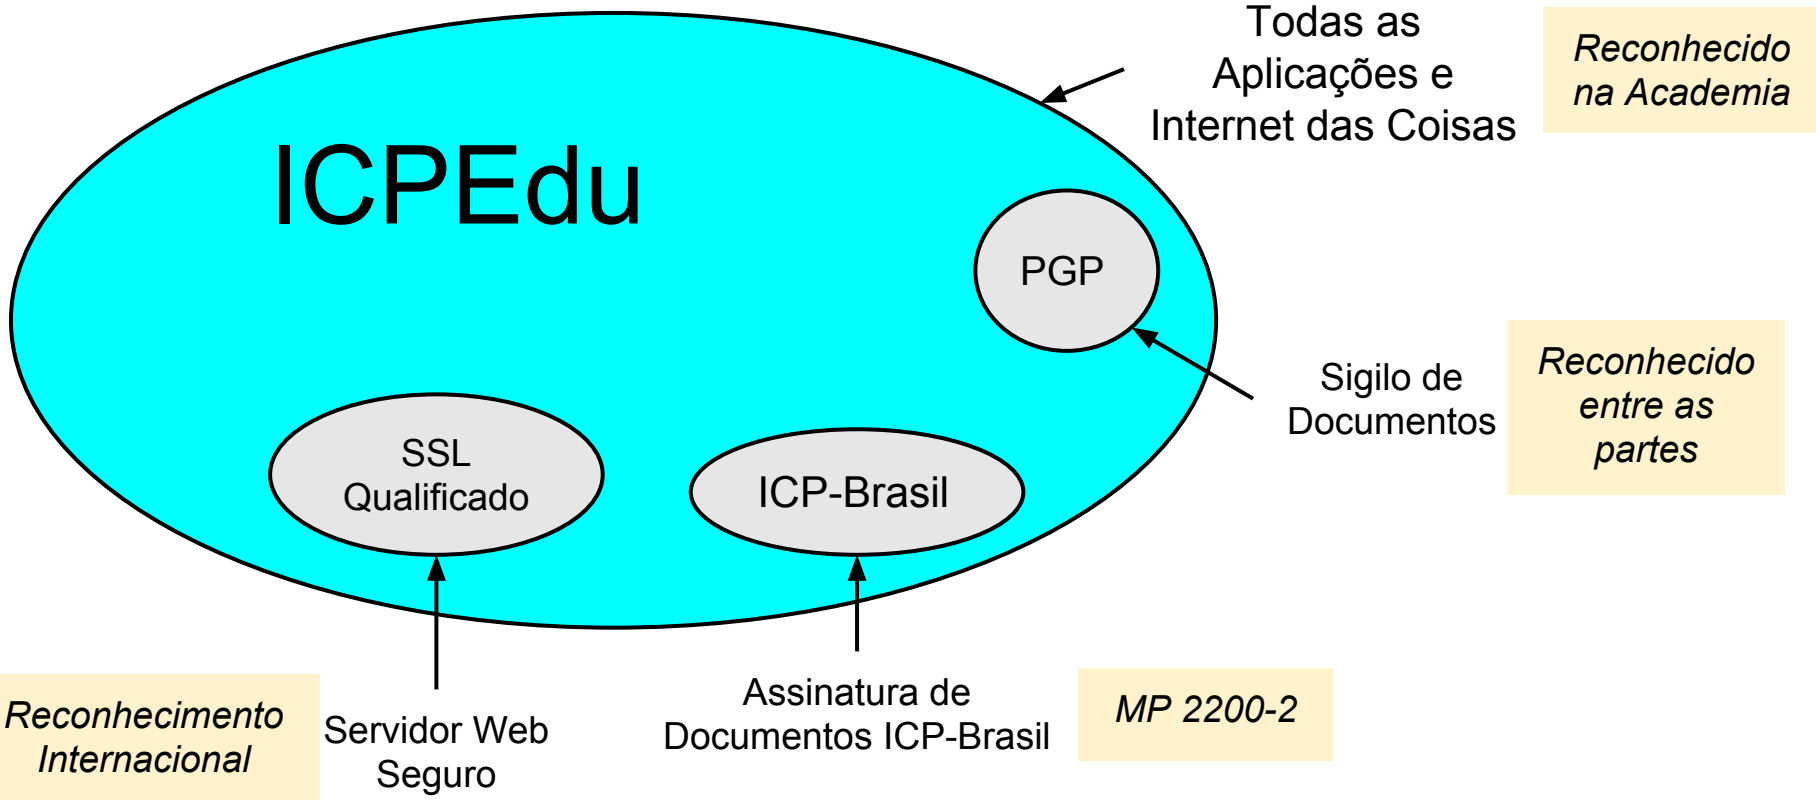 Todas as
Aplicações e
Internet das Coisas
Reconhecido
na Academia
ICPEdu
PGP
Sigilo de
Documentos
Reconhecido
entre as
partes
SSL
Qualificado
ICP-Brasil
Reconhecimento
Internacional
Servidor Web
Seguro
Assinatura de
Documentos ICP-Brasil
MP 2200-2